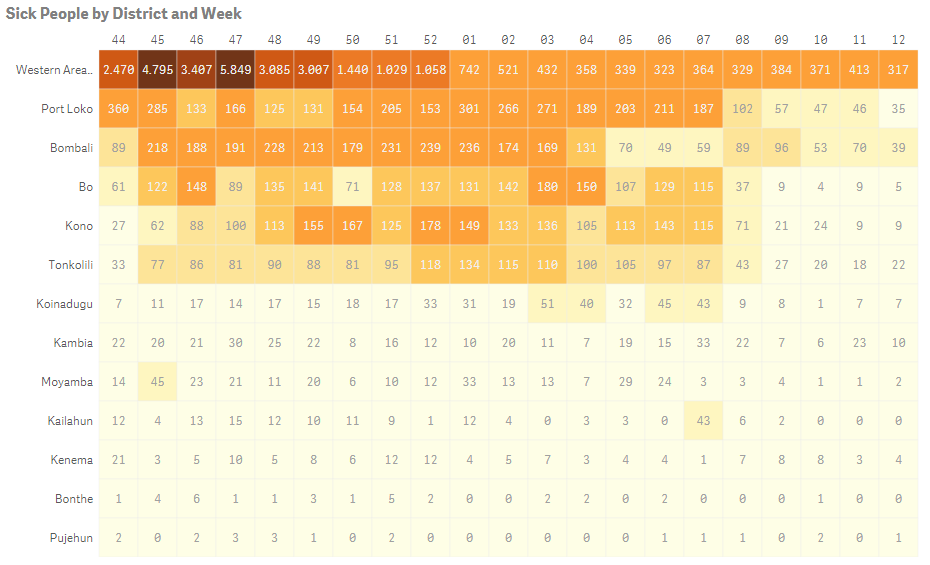 Sick People by District and Week
44 45 46 47 48 49 50 51 52 01 02 03 04 05 06 07 08 09 10 11 12
Western Area.. 2.470 4.795 3.407 5.849 3.085 3.007 1.440 1.029 1.058 742 521 432 358 339 323 364 329 384 371 413 317
Port Loko 360 285 133 166 125 131 154 205 153 301 266 271 189 203 211 187 102 57 47 46 35
Bombali 89 218 188 191 228 213 179 231 239 236 174 169 131 70 49 59 89 96 53 70 39
Bo 61 122 148 89 135 141 71 128 137 131 142 180 150 107 129 115 37 9 4 9 5
Kono 27 62 88 100 113 155 167 125 178 149 133 136 105 113 143 115 71 21 24 9 9
Tonkolili 33 77 86 81 90 88 81 95 118 134 115 110 100 105 97 87 43 27 20 18 22
Koinadugu 7 11 17 14 17 15 18 17 33 31 19 51 40 32 45 43 9 8 1 7 7
Kambia 22 20 21 30 25 22 8 16 12 10 20 11 7 19 15 33 22 7 6 23 10
Moyamba 14 45 23 21 11 20 6 10 12 33 13 13 7 29 24 3 3 4 1 1 2
Kailahun 12 4 13 15 12 10 11 9 1 12 4 0 3 3 0 43 6 2 0 0 0
Kenema 21 3 5 10 5 8 6 12 12 4 5 7 3 4 4 1 7 8 8 3 4
Bonthe 1 4 6 1 1 3 1 5 2 0 0 2 2 0 2 0 0 0 1 0 0
Pujehun 2 0 2 3 3 1 0 2 0 0 0 0 0 0 1 1 1 0 2 0 1